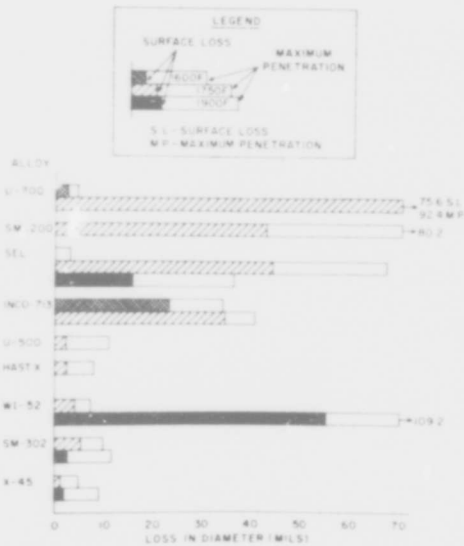 LEGEND
SURFACE LOSS
MAXIMUM
PENETRATION
1600F
1750F
1900F
S.L.-SURFACE LOSS
M.P.-MAXIMUM PENETRATION
ALLOY
U-700
75.6 S.L.
92.4 M.P.
SM-200
80.2
SEL
INCO-713
U-500
HAST X
WI-52
109.2
SM-302
X-45
0 10 20 30 40 50 60 70
LOSS IN DIAMETER (MILS)